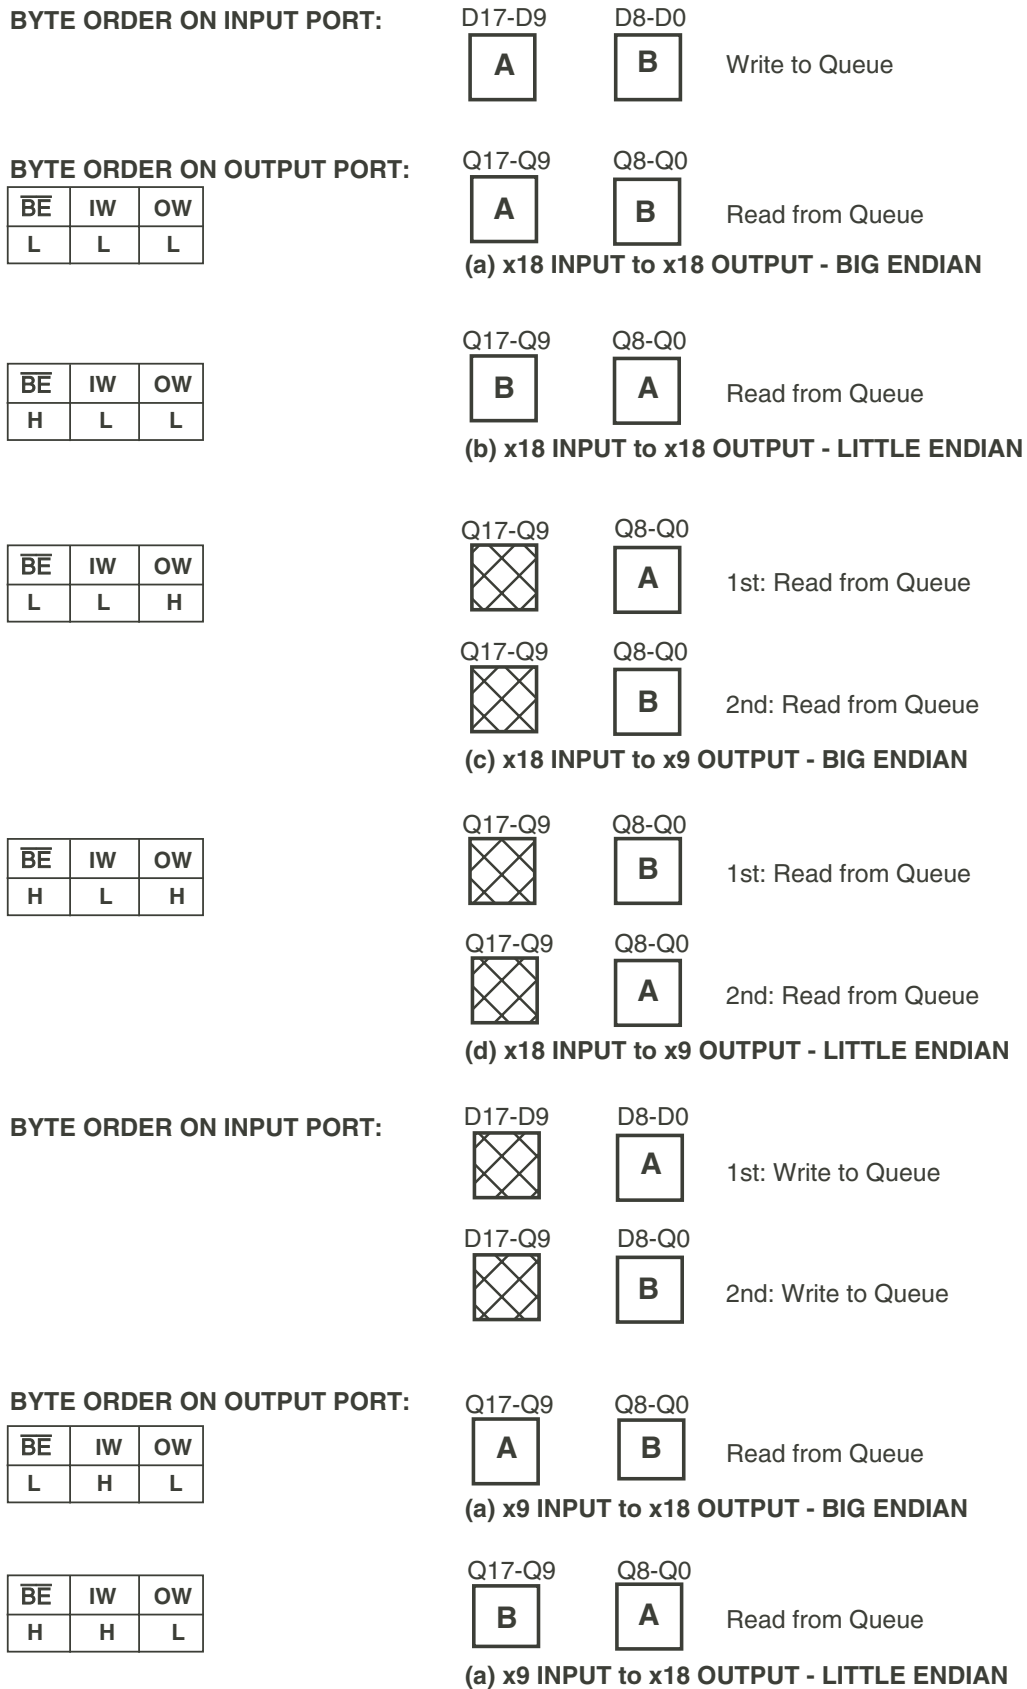 BYTE ORDER ON INPUT PORT: D17-D9 D8-D0
A B Write to Queue
BYTE ORDER ON OUTPUT PORT: Q17-Q9 Q8-Q0
B̅E̅ IW OW
A B Read from Queue
L L L
(a) x18 INPUT to x18 OUTPUT - BIG ENDIAN
Q17-Q9 Q8-Q0
B̅E̅ IW OW
B A Read from Queue
H L L
(b) x18 INPUT to x18 OUTPUT - LITTLE ENDIAN
Q17-Q9 Q8-Q0
B̅E̅ IW OW
A 1st: Read from Queue
L L H
Q17-Q9 Q8-Q0
B 2nd: Read from Queue
(c) x18 INPUT to x9 OUTPUT - BIG ENDIAN
Q17-Q9 Q8-Q0
B̅E̅ IW OW
B 1st: Read from Queue
H L H
Q17-Q9 Q8-Q0
A 2nd: Read from Queue
(d) x18 INPUT to x9 OUTPUT - LITTLE ENDIAN
BYTE ORDER ON INPUT PORT: D17-D9 D8-D0
A 1st: Write to Queue
D17-Q9 D8-Q0
B 2nd: Write to Queue
BYTE ORDER ON OUTPUT PORT: Q17-Q9 Q8-Q0
B̅E̅ IW OW
A B Read from Queue
L H L
(a) x9 INPUT to x18 OUTPUT - BIG ENDIAN
Q17-Q9 Q8-Q0
B̅E̅ IW OW
B A Read from Queue
H H L
(a) x9 INPUT to x18 OUTPUT - LITTLE ENDIAN